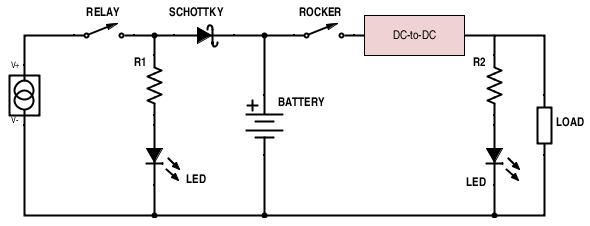 RELAY
SCHOTTKY
ROCKER
DC-to-DC
R1
R2
V+
V-
+
BATTERY
LOAD
LED
LED